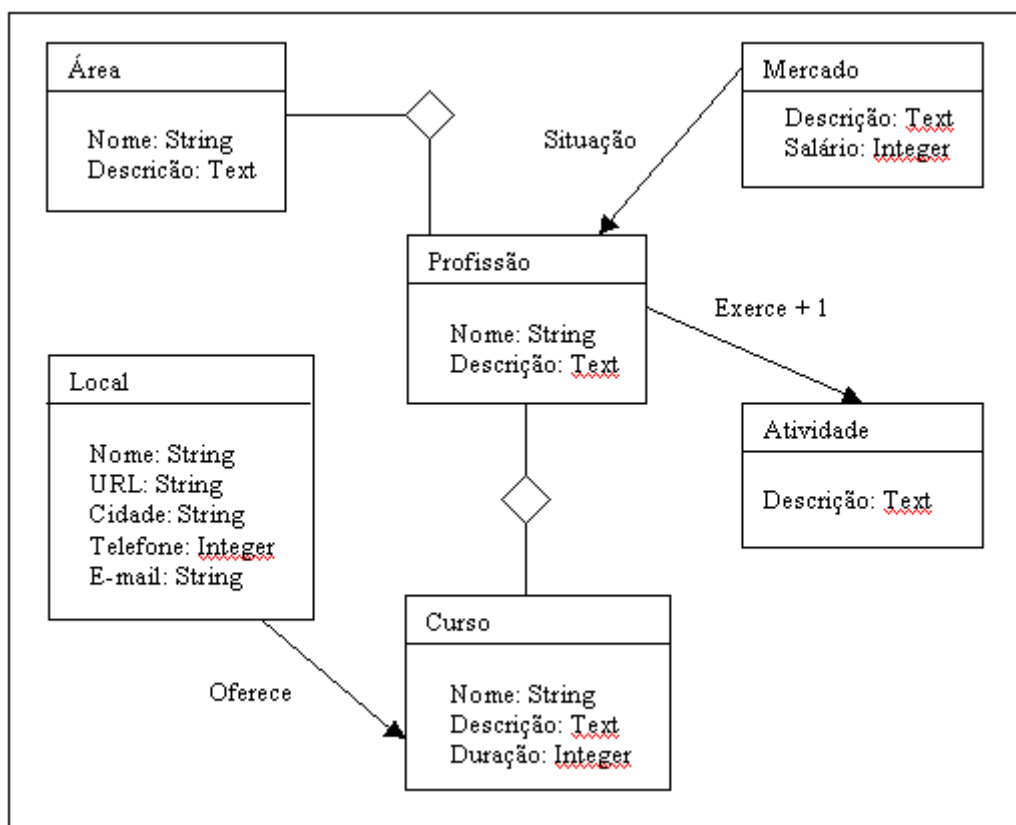 Área
Nome: String
Descricão: Text
Mercado
Descrição: Text
Salário: Integer
Situação
Profissão
Nome: String
Descrição: Text
Exerce + 1
Local
Nome: String
URL: String
Cidade: String
Telefone: Integer
E-mail: String
Atividade
Descrição: Text
Oferece
Curso
Nome: String
Descrição: Text
Duração: Integer